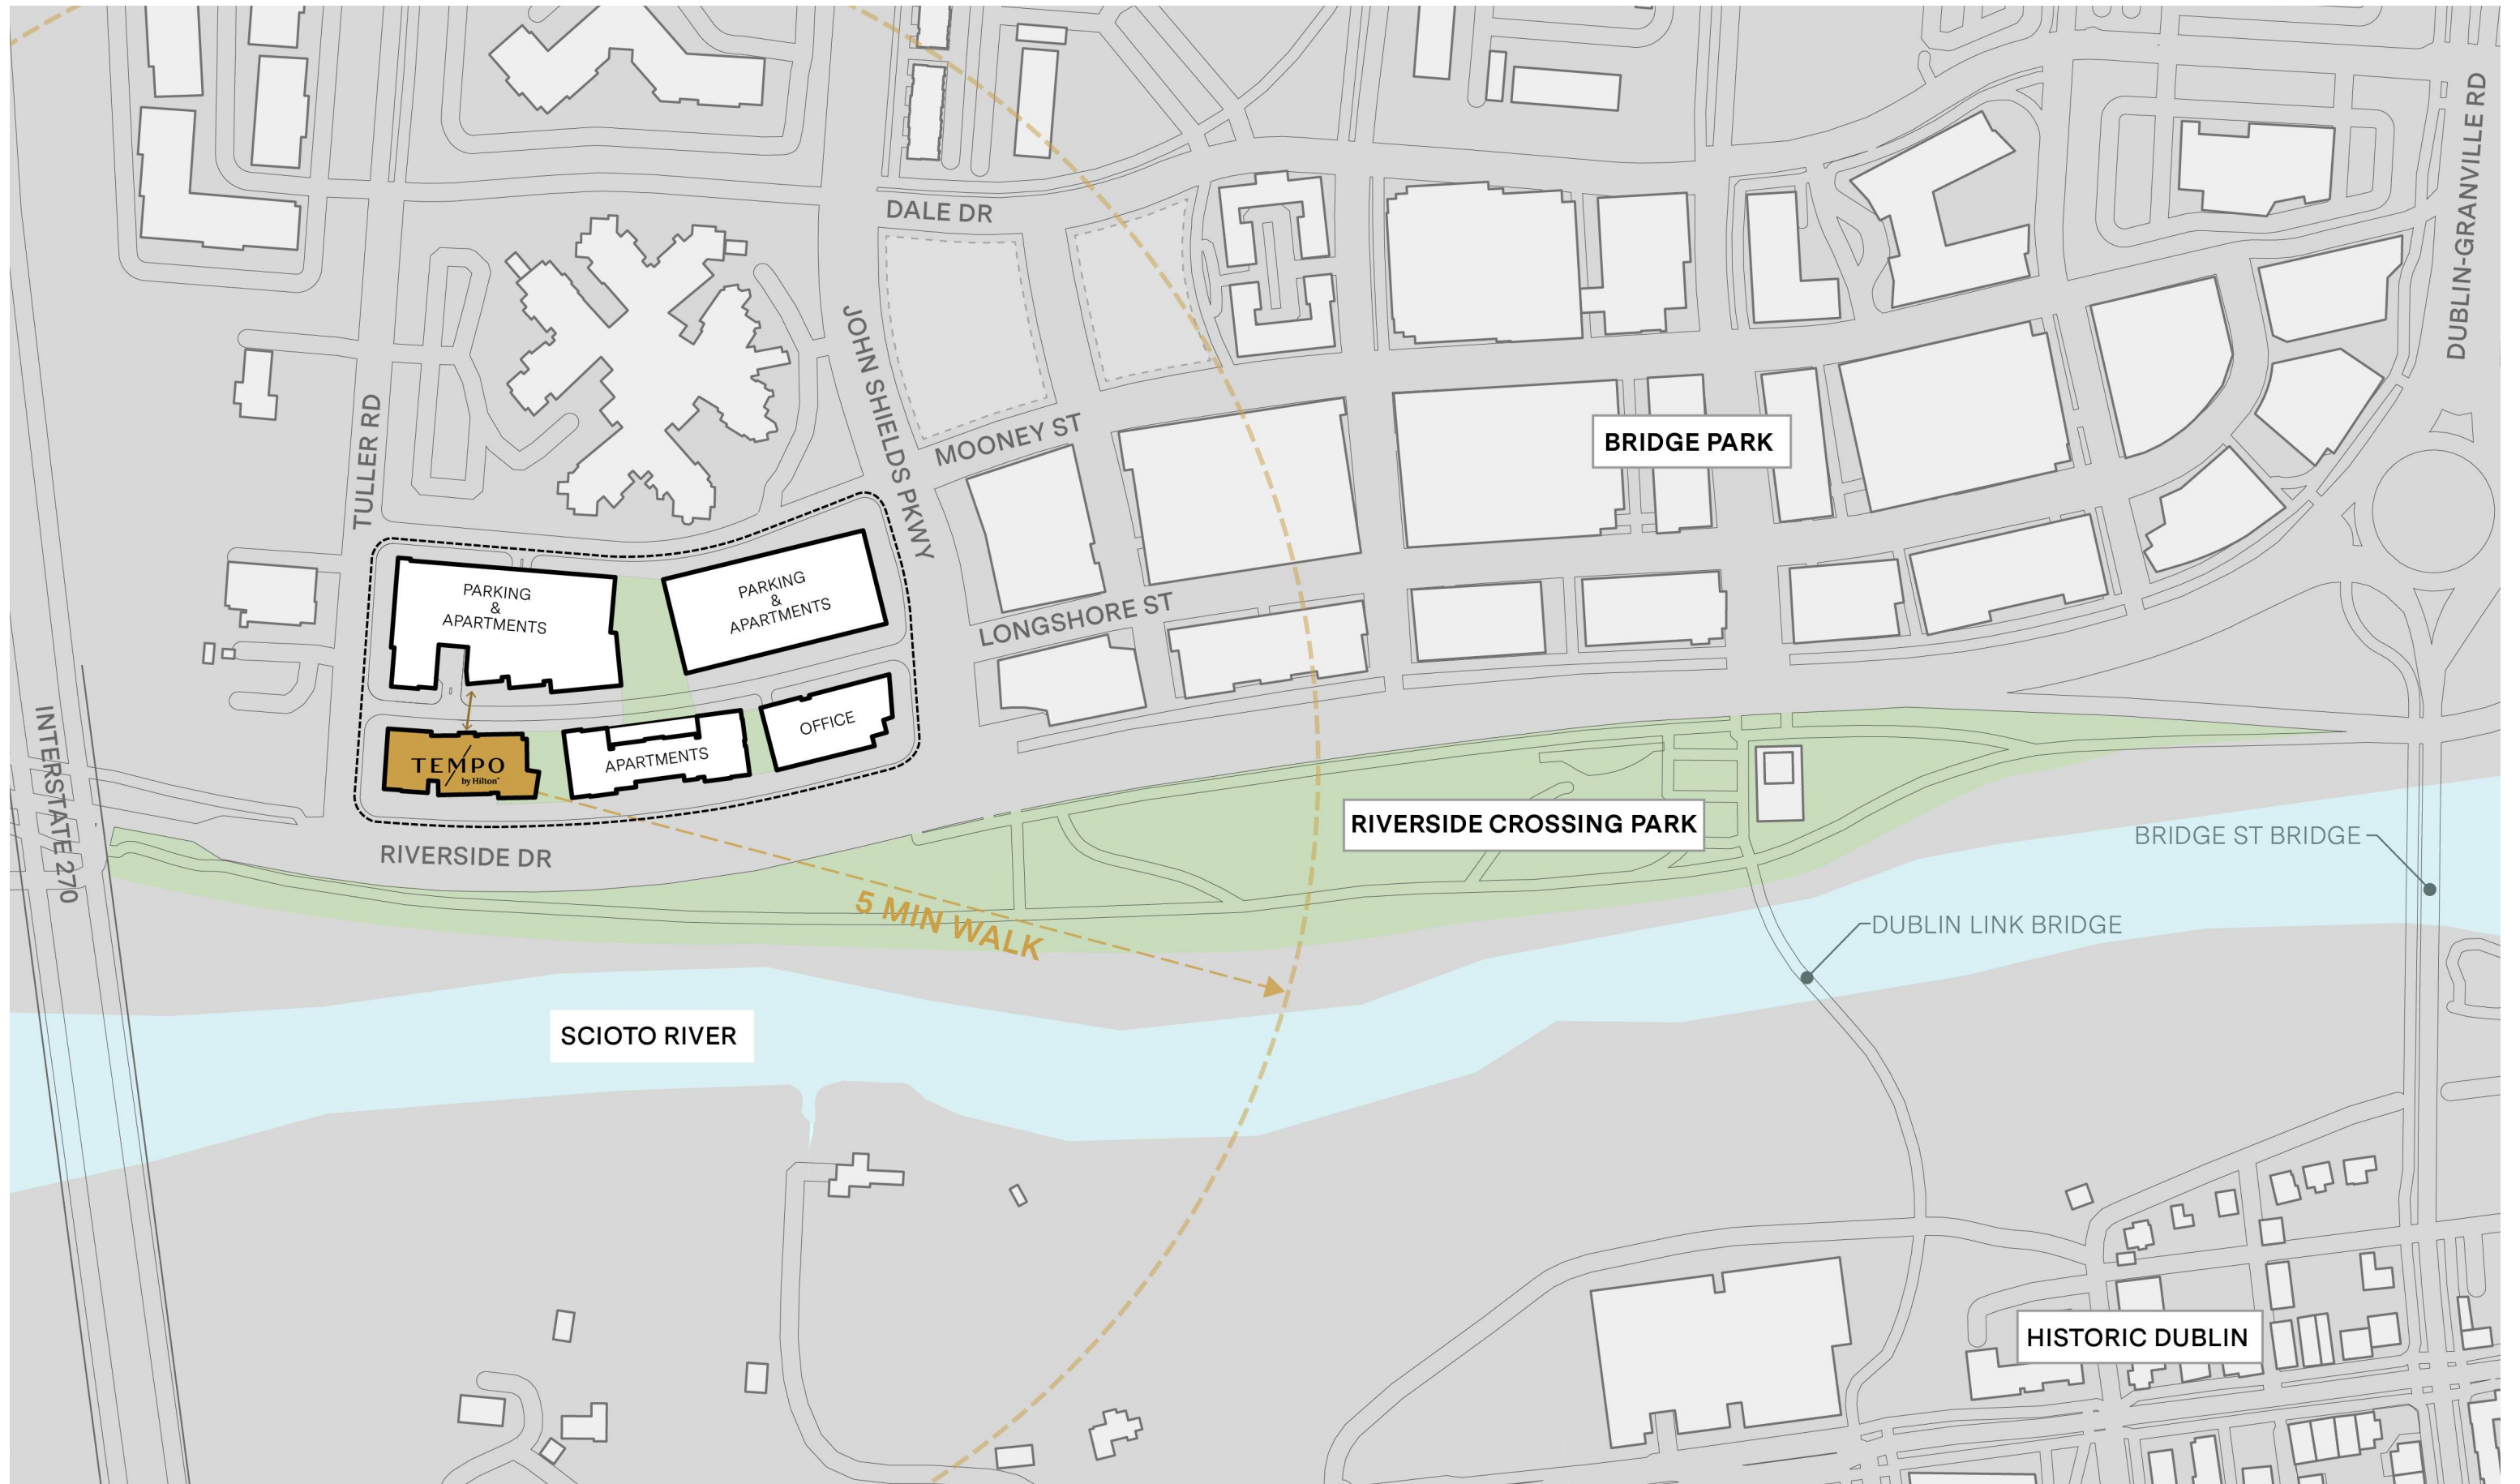 DUBLIN-GRANVILLE RD
DALE DR
JOHN SHIELDS PKWY
TULLER RD
MOONEY ST
BRIDGE PARK
PARKING
&
APARTMENTS
PARKING
&
APARTMENTS
LONGSHORE ST
OFFICE
APARTMENTS
TEMPO
by Hilton™
INTERSTATE 270
RIVERSIDE DR
RIVERSIDE CROSSING PARK
BRIDGE ST BRIDGE
5 MIN WALK
DUBLIN LINK BRIDGE
SCIOTO RIVER
HISTORIC DUBLIN